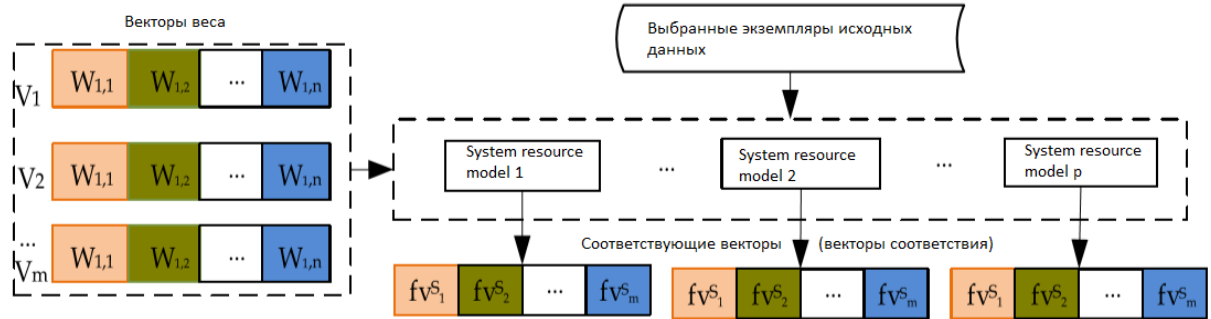 Векторы веса
Выбранные экземпляры исходных
данных
V1 W1,1 W1,2 ... W1,n
V2 W1,1 W1,2 ... W1,n
...
Vm W1,1 W1,2 ... W1,n
System resource
model 1
...
System resource
model 2
...
System resource
model p
Соответствующие векторы (векторы соответствия)
fvS1 fvS2 ... fvSm
fvS1 fvS2 ... fvSm
fvS1 fvS2 ... fvSm